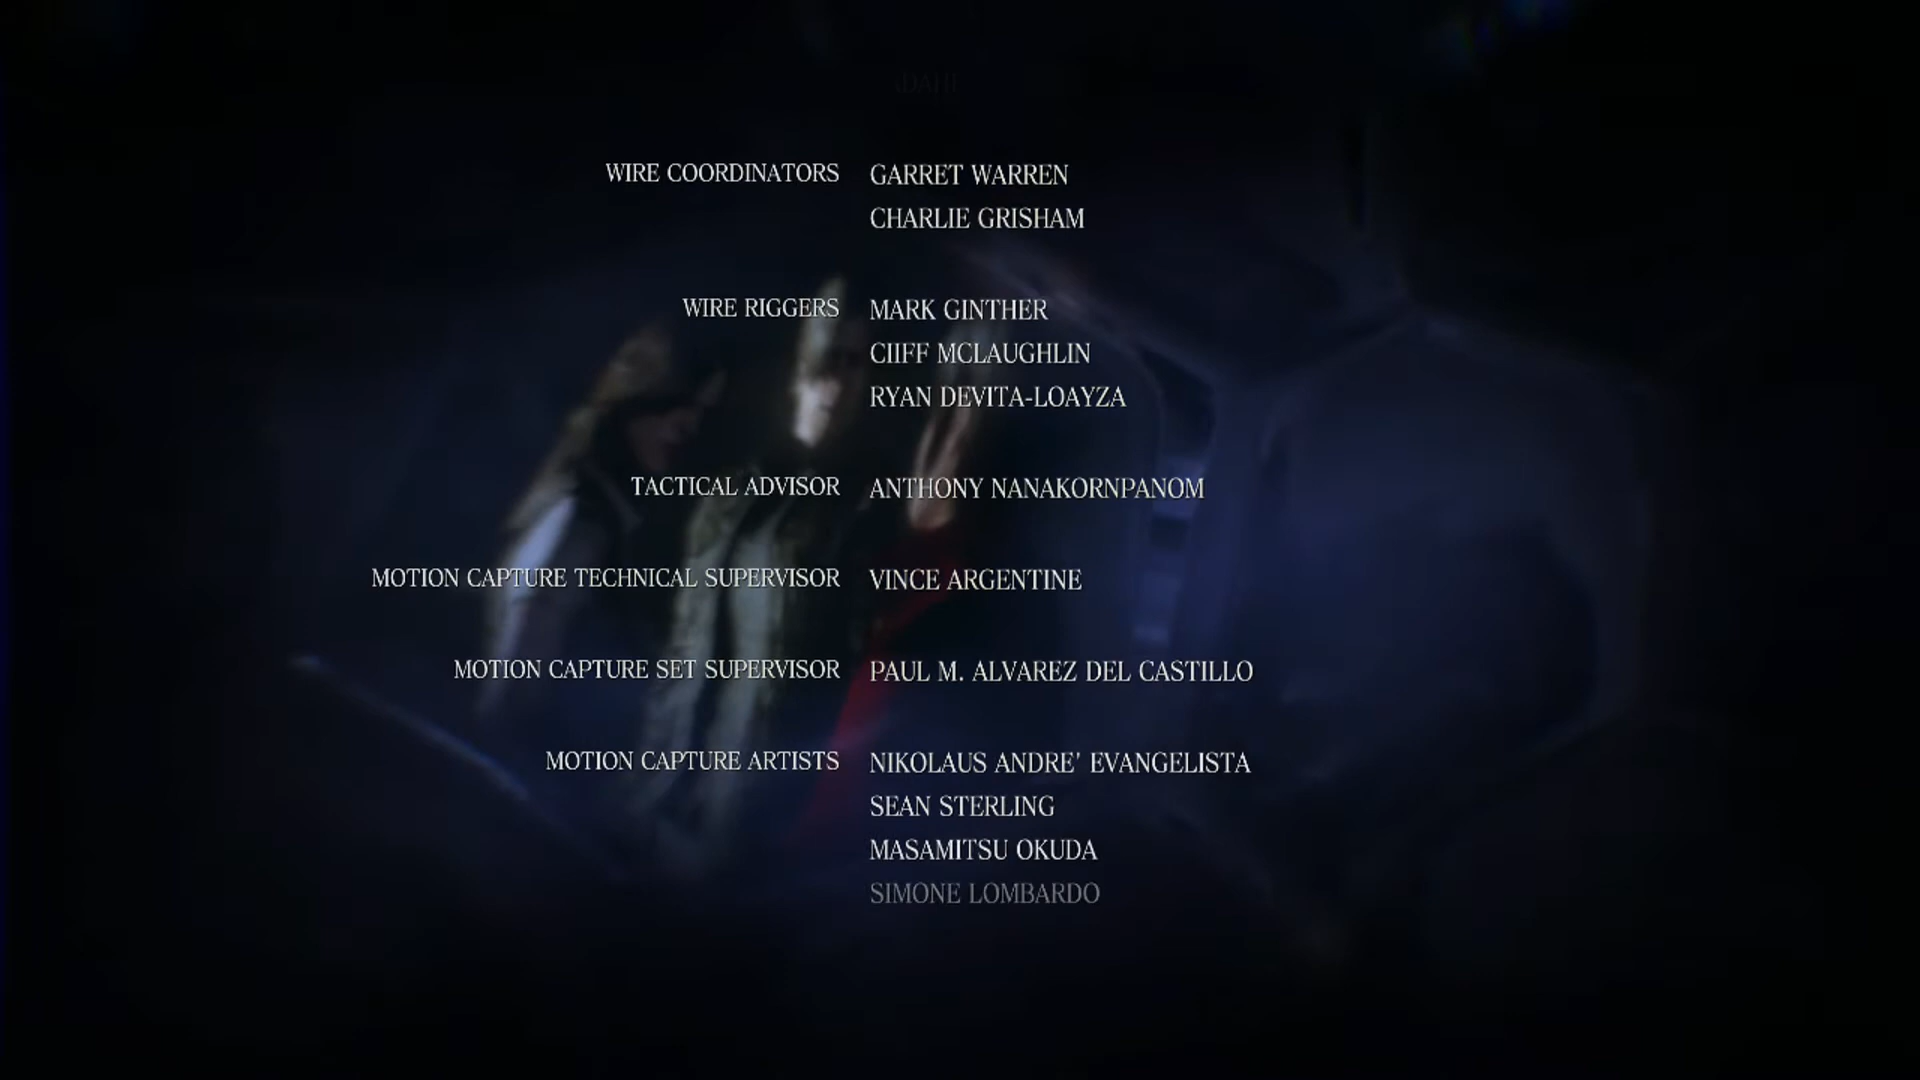 WIRE COORDINATORS GARRET WARREN
CHARLIE GRISHAM
WIRE RIGGERS MARK GINTHER
CIIFF MCLAUGHLIN
RYAN DEVITA-LOAYZA
TACTICAL ADVISOR ANTHONY NANAKORNPANOM
MOTION CAPTURE TECHNICAL SUPERVISOR VINCE ARGENTINE
MOTION CAPTURE SET SUPERVISOR PAUL M. ALVAREZ DEL CASTILLO
MOTION CAPTURE ARTISTS NIKOLAUS ANDRE' EVANGELISTA
SEAN STERLING
MASAMITSU OKUDA
SIMONE LOMBARDO